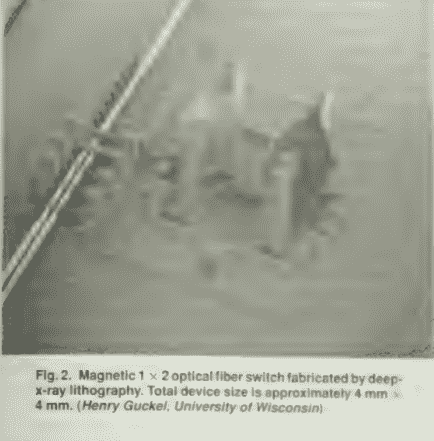 Fig. 2. Magnetic 1 × 2 optical fiber switch fabricated by deep-
x-ray lithography. Total device size is approximately 4 mm ×
4 mm. (Henry Guckel, University of Wisconsin)